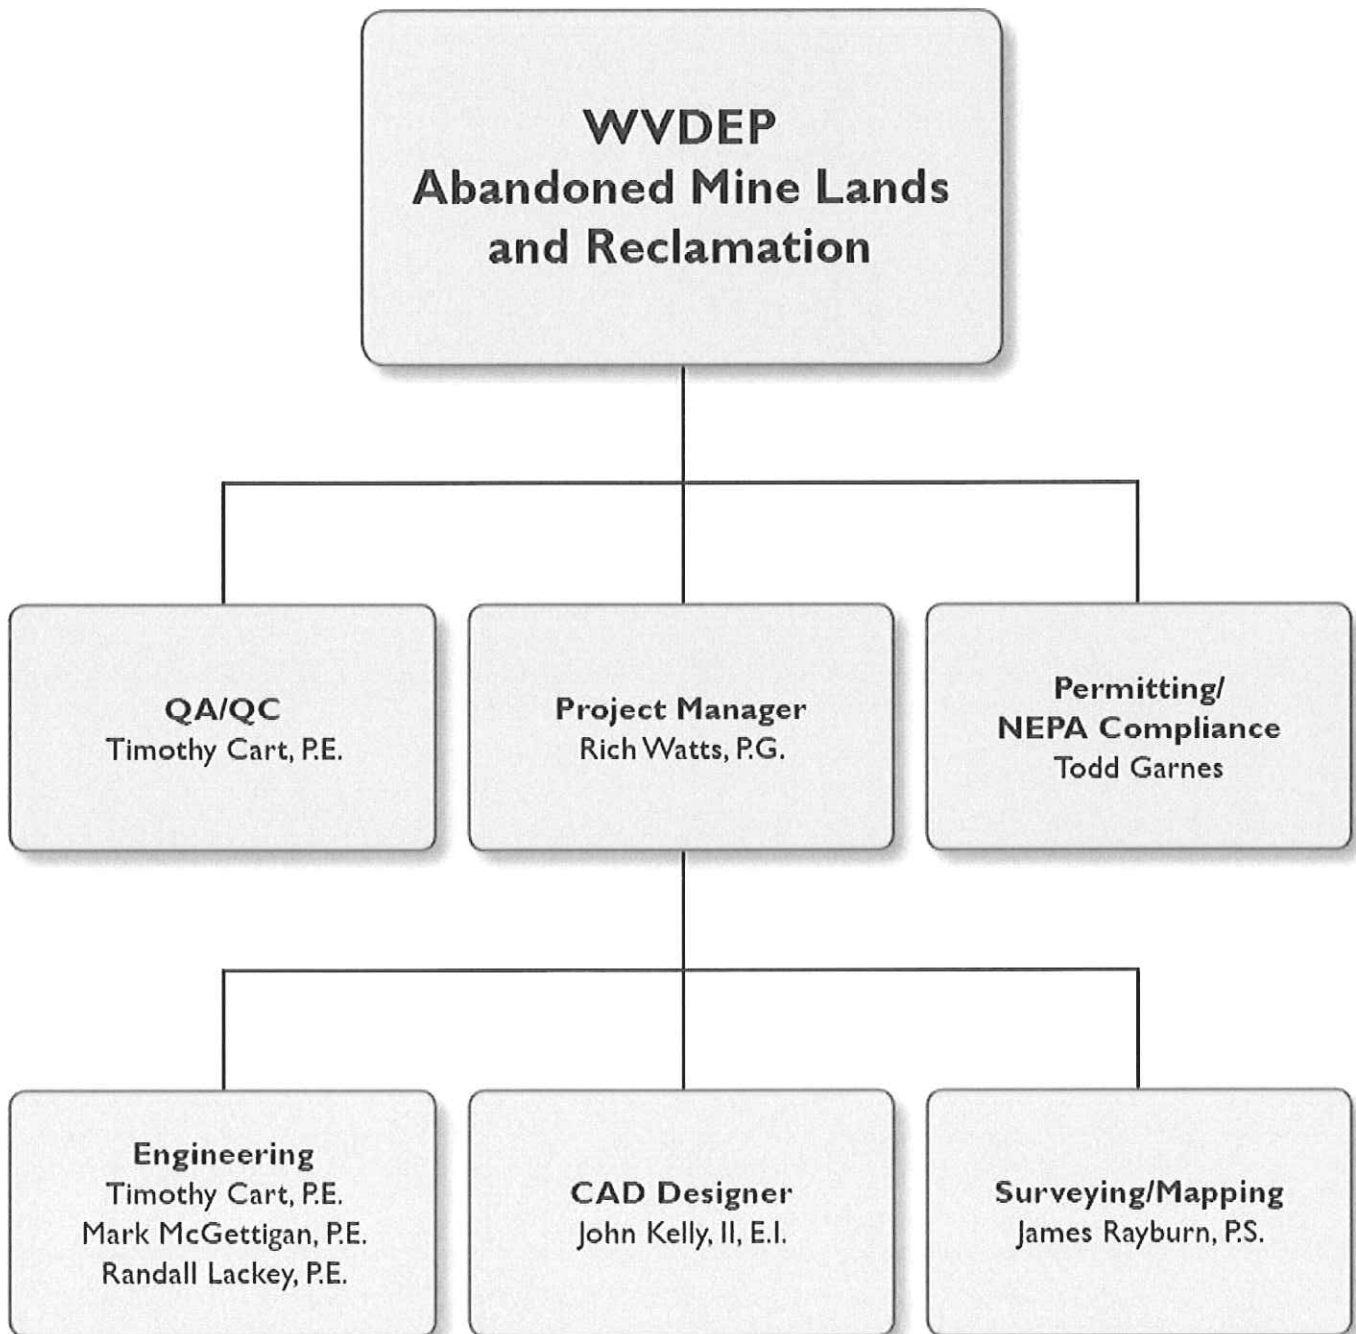 WVDEP
Abandoned Mine Lands
and Reclamation
QA/QC
Timothy Cart, P.E.
Project Manager
Rich Watts, P.G.
Permitting/
NEPA Compliance
Todd Garnes
Engineering
Timothy Cart, P.E.
Mark McGettigan, P.E.
Randall Lackey, P.E.
CAD Designer
John Kelly, II, E.I.
Surveying/Mapping
James Rayburn, P.S.